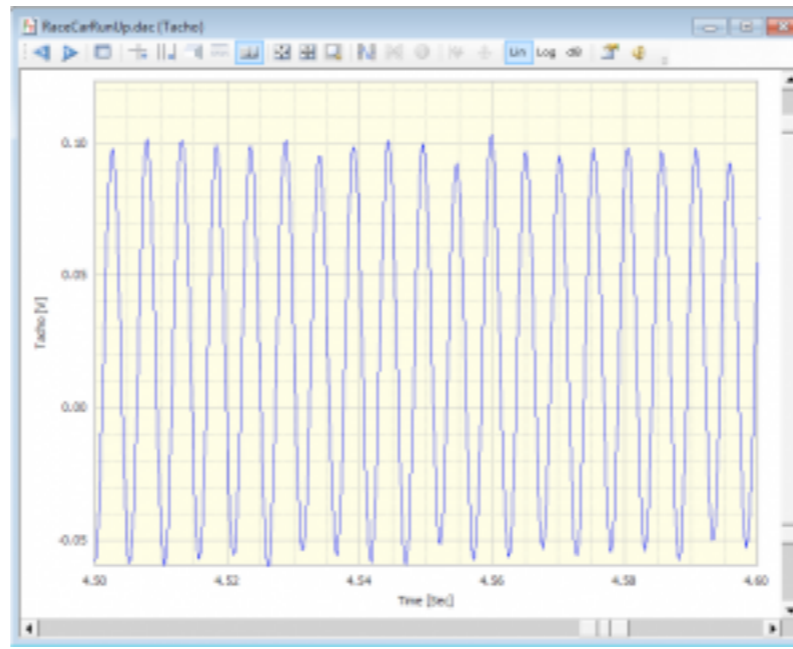 RaceCarRunUp.dac (Tacho)
Lin Log dB
0.10
0.05
0.00
-0.05
Tacho [V]
4.50 4.52 4.54 4.56 4.58 4.60
Time [Sec]